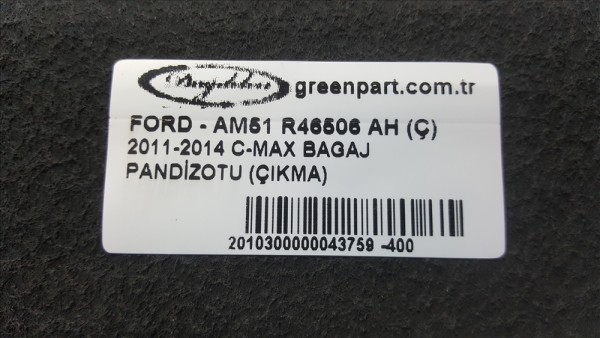 greenpart.com.tr
FORD - AM51 R46506 AH (Ç)
2011-2014 C-MAX BAGAJ
PANDİZOTU (ÇIKMA)
2010300000043759 -400